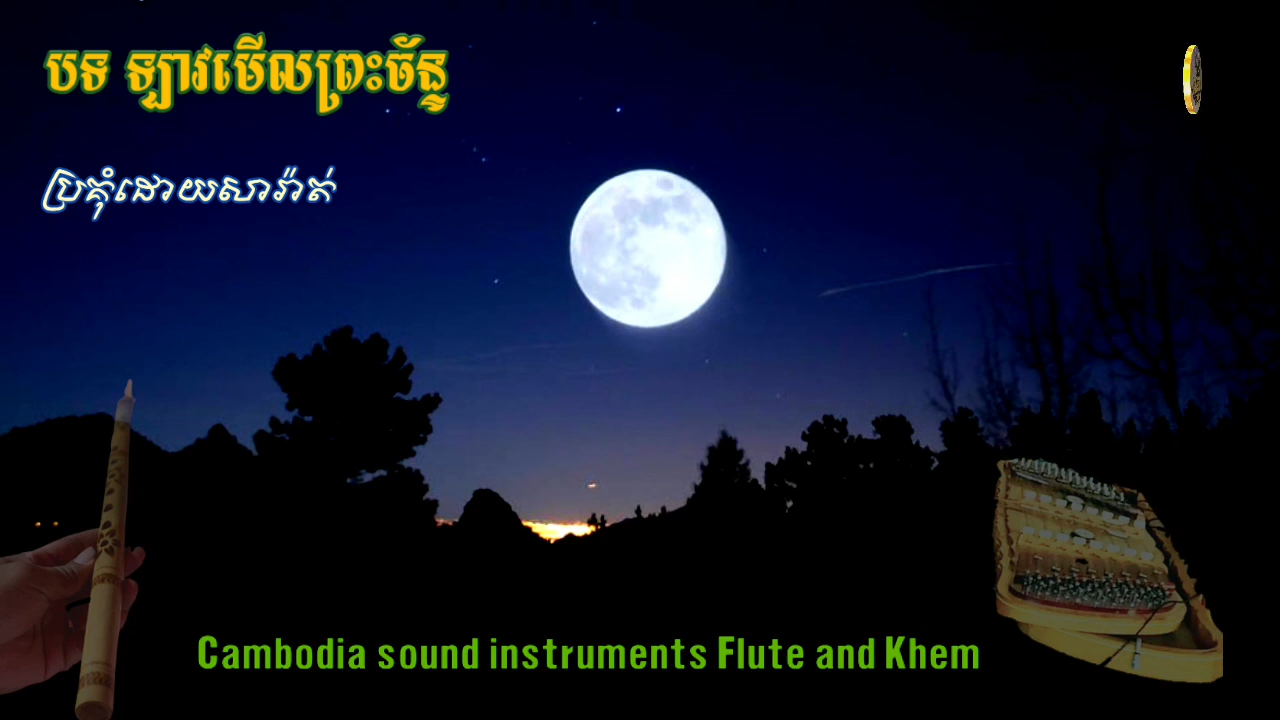 បទ ឡាវមើលព្រះច័ន្ទ
ប្រគុំដោយសារ៉ាត់
Cambodia sound instruments Flute and Khem